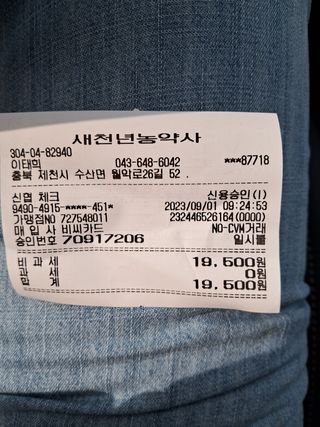 새천년농약사
304-04-82940
이태희 043-648-6042 ***87718
충북 제천시 수산면 월악로26길 52 .
신협 체크 신용승인(I)
9490-4915-****-451* 2023/09/01 09:24:53
가맹점NO 727548011 232446526164(0000)
매 입 사 비씨카드 NO-CVM거래
승인번호 70917206 일시불
비 과 세 19,500원
과 세 0원
합 계 19,500원